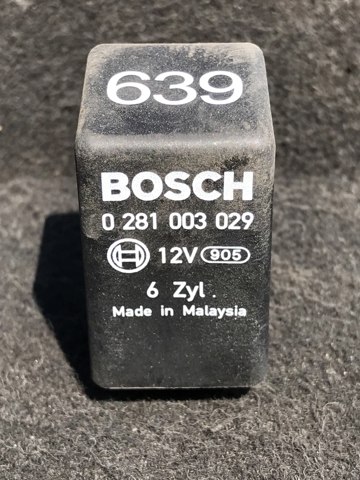 639
BOSCH
0 281 003 029
12V 905
6 Zyl.
Made in Malaysia